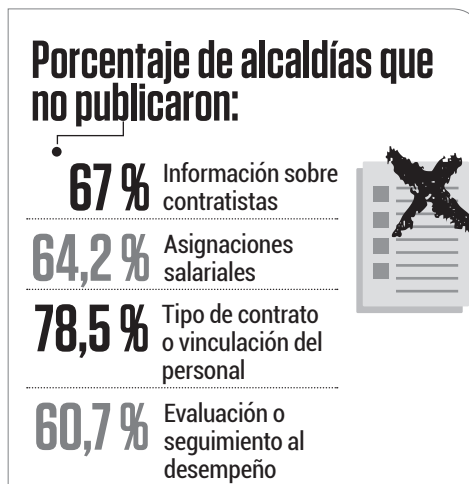 Porcentaje de alcaldías que
no publicaron:
67 % Información sobre
contratistas
64,2 % Asignaciones
salariales
78,5 % Tipo de contrato
o vinculación del
personal
60,7 % Evaluación o
seguimiento al
desempeño